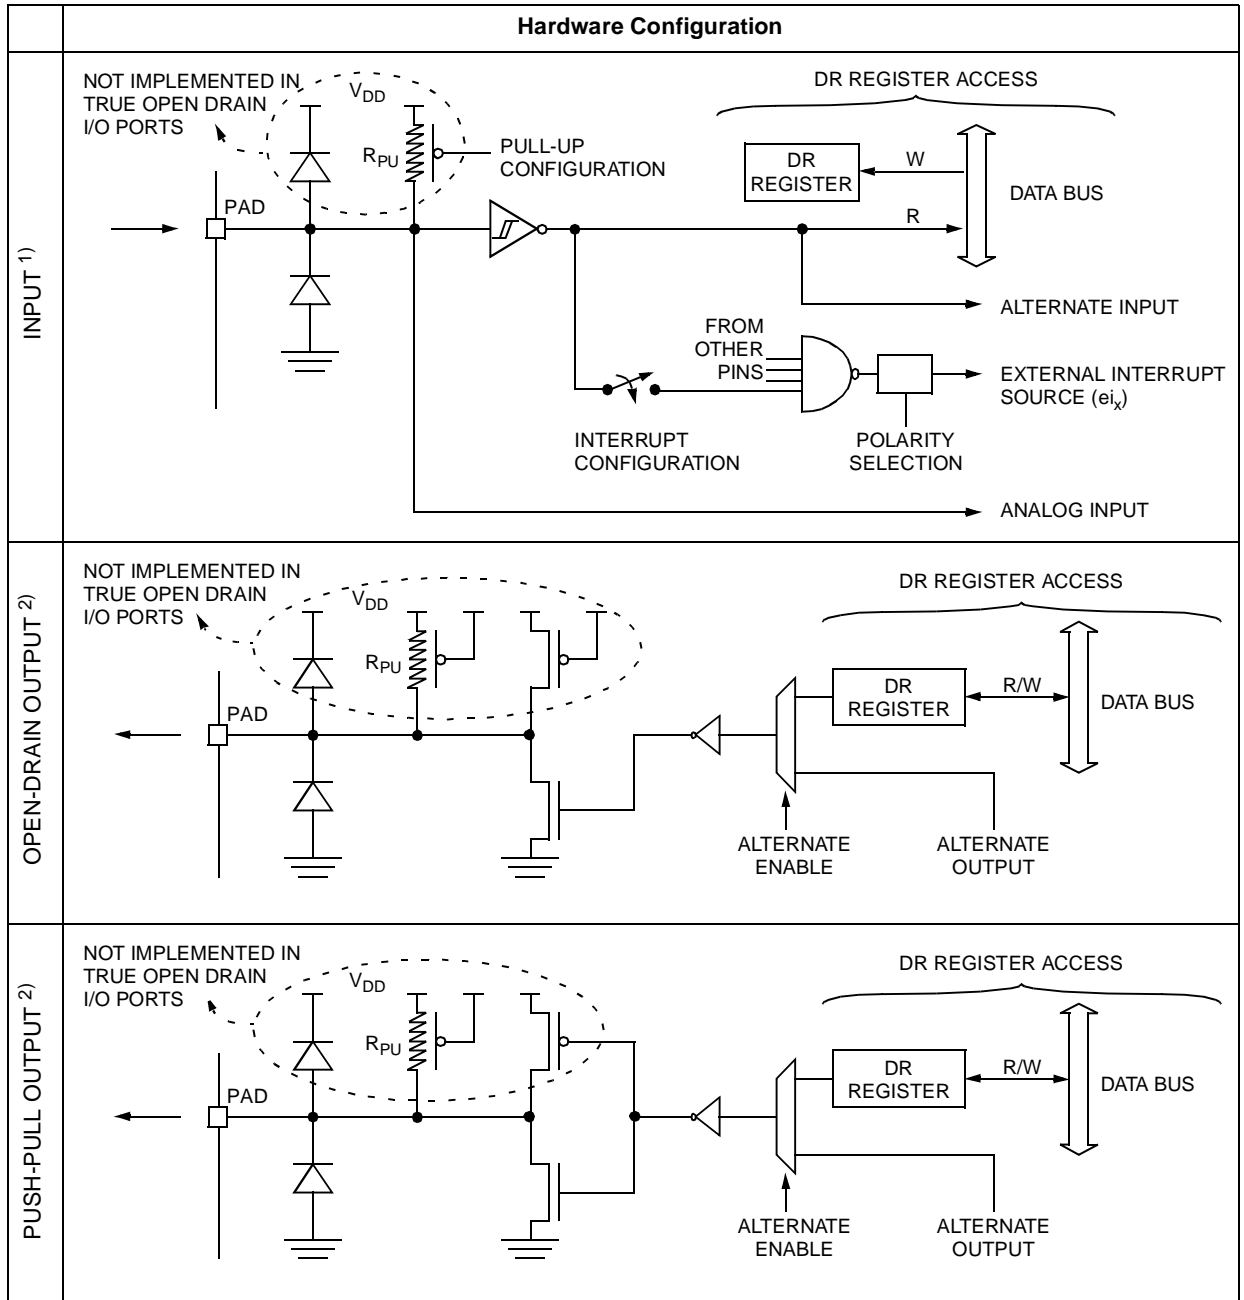 Hardware Configuration
INPUT 1)
NOT IMPLEMENTED IN
TRUE OPEN DRAIN
I/O PORTS
VDD
RPU
PULL-UP
CONFIGURATION
PAD
DR REGISTER ACCESS
DR
REGISTER
W
R
DATA BUS
ALTERNATE INPUT
FROM
OTHER
PINS
EXTERNAL INTERRUPT
SOURCE (eix)
INTERRUPT
CONFIGURATION
POLARITY
SELECTION
ANALOG INPUT
OPEN-DRAIN OUTPUT 2)
NOT IMPLEMENTED IN
TRUE OPEN DRAIN
I/O PORTS
VDD
RPU
PAD
DR REGISTER ACCESS
DR
REGISTER
R/W
DATA BUS
ALTERNATE
ENABLE
ALTERNATE
OUTPUT
PUSH-PULL OUTPUT 2)
NOT IMPLEMENTED IN
TRUE OPEN DRAIN
I/O PORTS
VDD
RPU
PAD
DR REGISTER ACCESS
DR
REGISTER
R/W
DATA BUS
ALTERNATE
ENABLE
ALTERNATE
OUTPUT